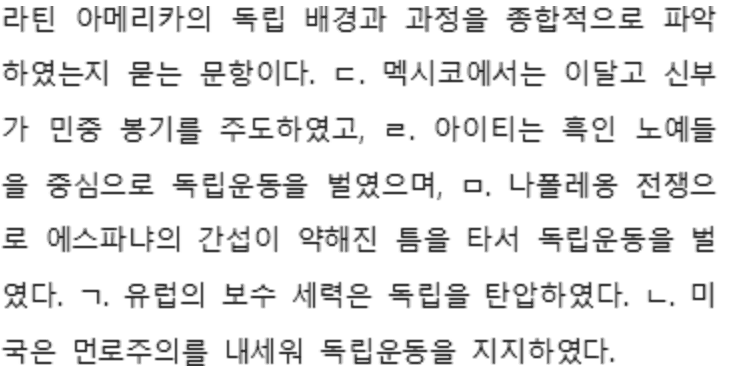 라틴 아메리카의 독립 배경과 과정을 종합적으로 파악
하였는지 묻는 문항이다. ㄷ. 멕시코에서는 이달고 신부
가 민중 봉기를 주도하였고, ㄹ. 아이티는 흑인 노예들
을 중심으로 독립운동을 벌였으며, ㅁ. 나폴레옹 전쟁으
로 에스파냐의 간섭이 약해진 틈을 타서 독립운동을 벌
였다. ㄱ. 유럽의 보수 세력은 독립을 탄압하였다. ㄴ. 미
국은 먼로주의를 내세워 독립운동을 지지하였다.